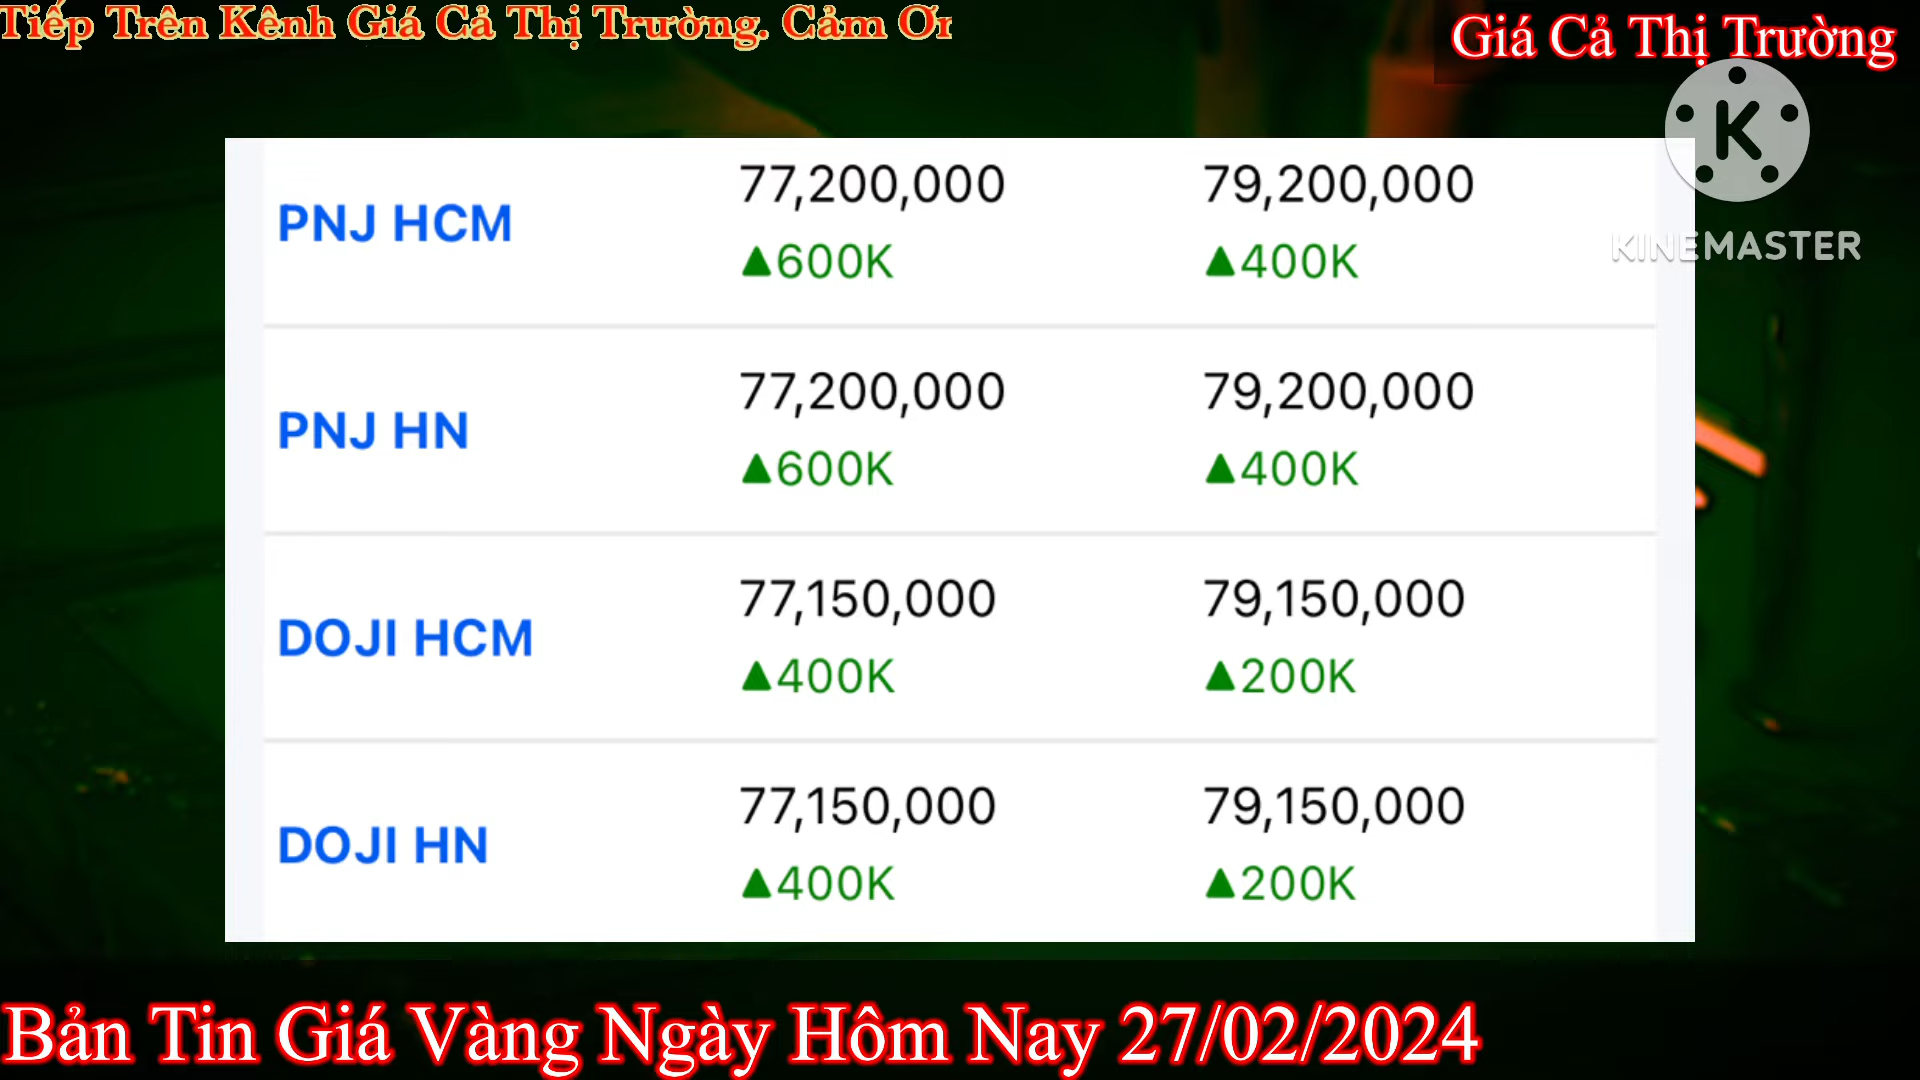 Tiếp Trên Kênh Giá Cả Thị Trường. Cảm Ơn
Giá Cả Thị Trường
K
KINEMASTER
PNJ HCM 77,200,000 79,200,000
▲600K ▲400K
PNJ HN 77,200,000 79,200,000
▲600K ▲400K
DOJI HCM 77,150,000 79,150,000
▲400K ▲200K
DOJI HN 77,150,000 79,150,000
▲400K ▲200K
Bản Tin Giá Vàng Ngày Hôm Nay 27/02/2024